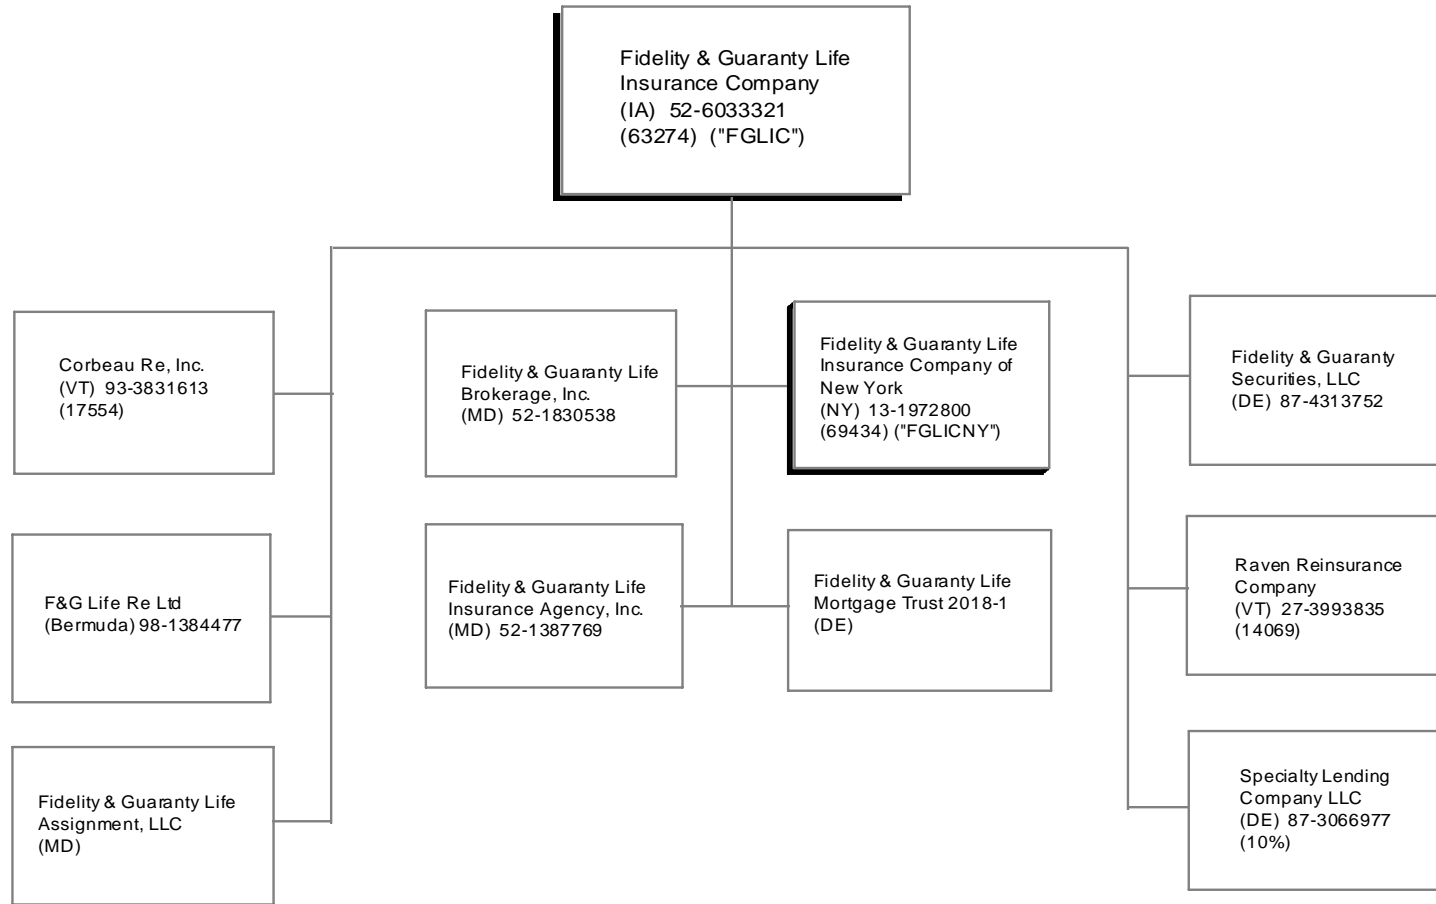 Fidelity & Guaranty Life
Insurance Company
(IA) 52-6033321
(63274) ("FGLIC")
Corbeau Re, Inc.
(VT) 93-3831613
(17554)
Fidelity & Guaranty Life
Brokerage, Inc.
(MD) 52-1830538
Fidelity & Guaranty Life
Insurance Company of
New York
(NY) 13-1972800
(69434) ("FGLICNY")
Fidelity & Guaranty
Securities, LLC
(DE) 87-4313752
F&G Life Re Ltd
(Bermuda) 98-1384477
Fidelity & Guaranty Life
Insurance Agency, Inc.
(MD) 52-1387769
Fidelity & Guaranty Life
Mortgage Trust 2018-1
(DE)
Raven Reinsurance
Company
(VT) 27-3993835
(14069)
Fidelity & Guaranty Life
Assignment, LLC
(MD)
Specialty Lending
Company LLC
(DE) 87-3066977
(10%)